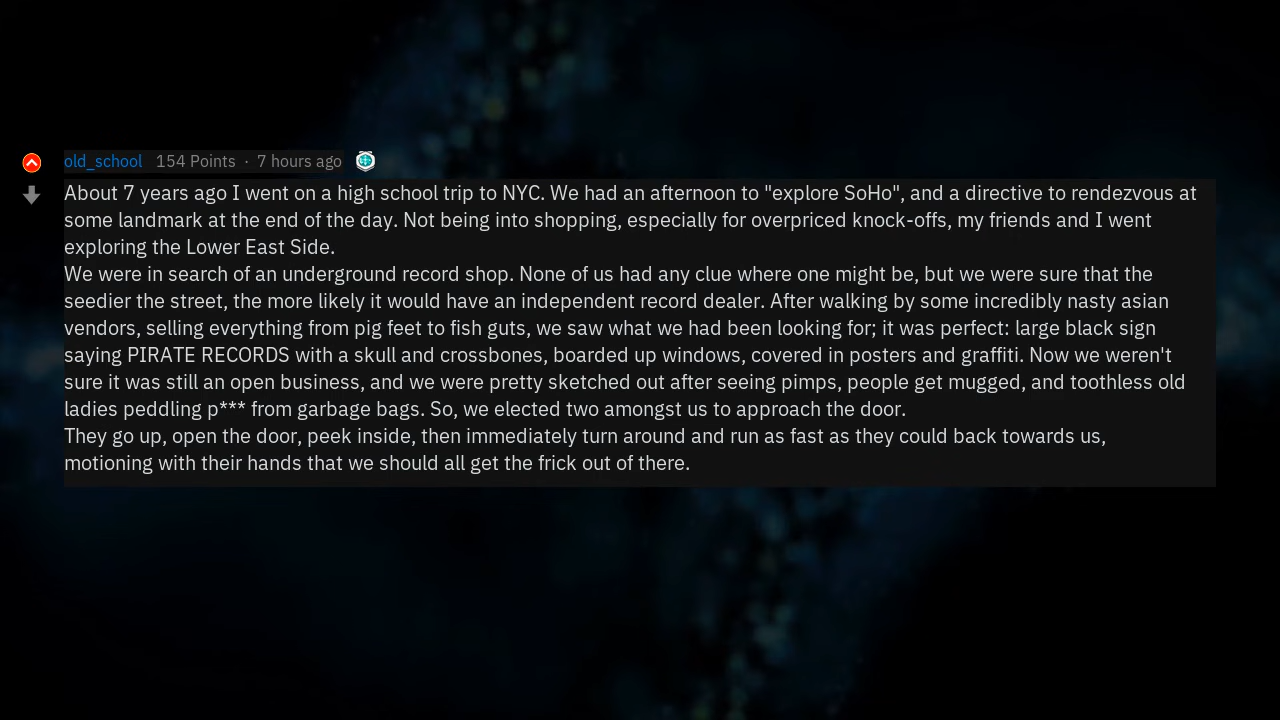 old_school 154 Points · 7 hours ago
About 7 years ago I went on a high school trip to NYC. We had an afternoon to "explore SoHo", and a directive to rendezvous at
some landmark at the end of the day. Not being into shopping, especially for overpriced knock-offs, my friends and I went
exploring the Lower East Side.
We were in search of an underground record shop. None of us had any clue where one might be, but we were sure that the
seedier the street, the more likely it would have an independent record dealer. After walking by some incredibly nasty asian
vendors, selling everything from pig feet to fish guts, we saw what we had been looking for; it was perfect: large black sign
saying PIRATE RECORDS with a skull and crossbones, boarded up windows, covered in posters and graffiti. Now we weren't
sure it was still an open business, and we were pretty sketched out after seeing pimps, people get mugged, and toothless old
ladies peddling p*** from garbage bags. So, we elected two amongst us to approach the door.
They go up, open the door, peek inside, then immediately turn around and run as fast as they could back towards us,
motioning with their hands that we should all get the frick out of there.